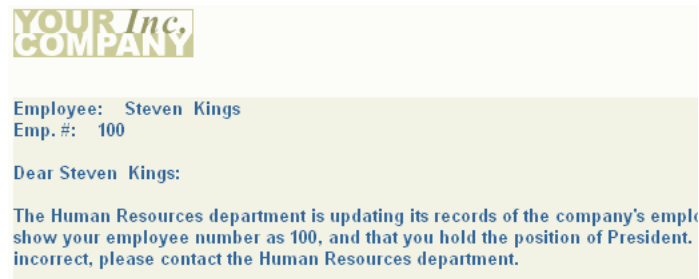 YOUR Inc,
COMPANY
Employee: Steven Kings
Emp. #: 100
Dear Steven Kings:
The Human Resources department is updating its records of the company's
show your employee number as 100, and that you hold the position of President.
incorrect, please contact the Human Resources department.